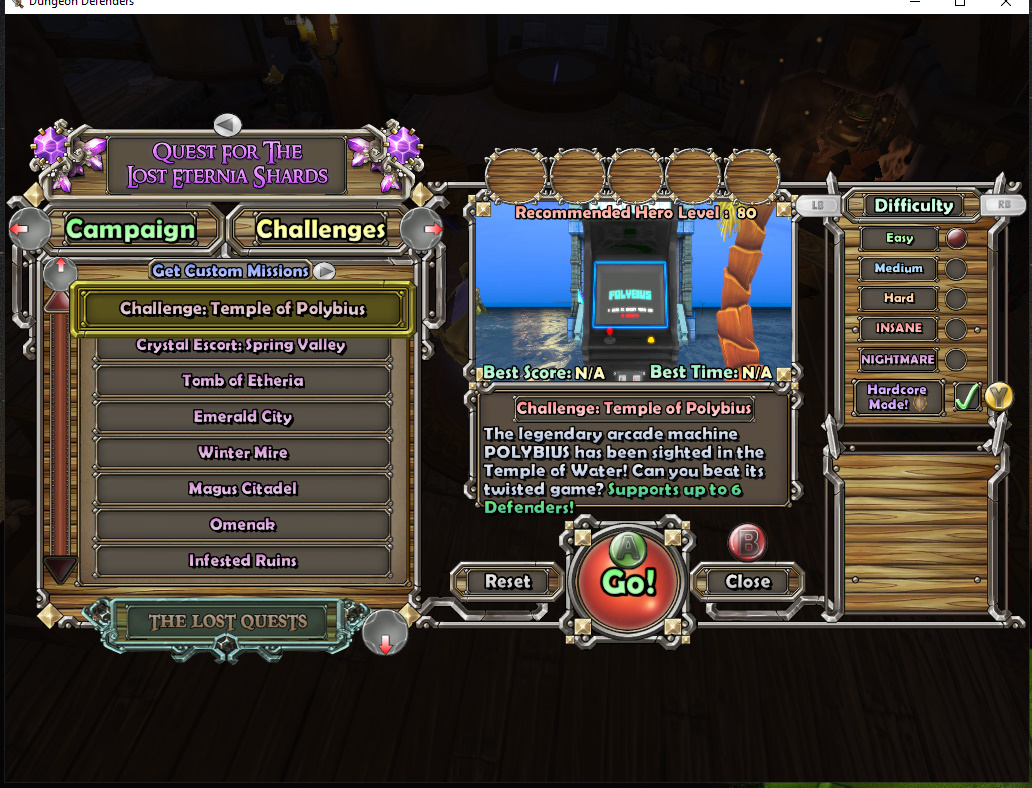 Dungeon Defenders
QUEST FOR THE
LOST ETERNIA SHARDS
Campaign
Challenges
Get Custom Missions
Challenge: Temple of Polybius
Crystal Escort: Spring Valley
Tomb of Etheria
Emerald City
Winter Mire
Magus Citadel
Omenak
Infested Ruins
THE LOST QUESTS
Recommended Hero Level : 80
POLYBIUS
Best Score: N/A
Best Time: N/A
Challenge: Temple of Polybius
The legendary arcade machine
POLYBIUS has been sighted in the
Temple of Water! Can you beat its
twisted game? Supports up to 6
Defenders!
Reset
A
Go!
B
Close
LB
Difficulty
RB
Easy
Medium
Hard
INSANE
NIGHTMARE
Hardcore
Mode!
Y